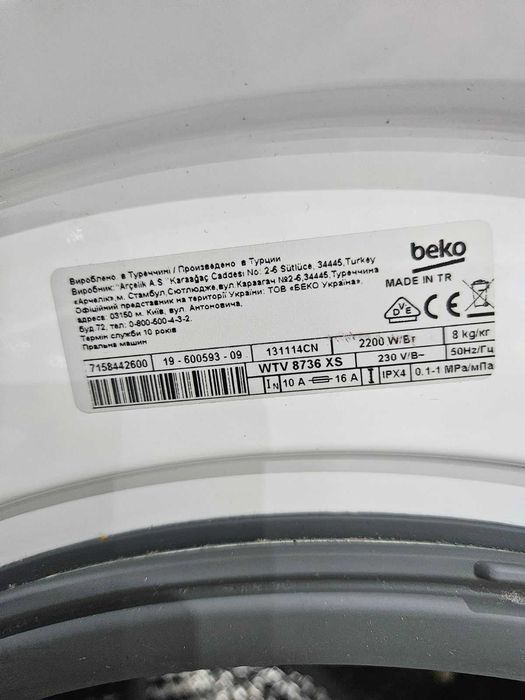 Вироблено в Туреччині / Произведено в Турции
Виробник: "Arçelik A.S." Karaağaç Caddesi No: 2-6 Sütlüce, 34445, Turkey
«Арчелік»,м. Стамбул,Сютлюдже,вул.Караагач №2-6,34445,Туреччина
Офіційний представник на території України: ТОВ «БЕКО Україна»,
адреса: 03150 м. Київ, вул. Антоновича,
буд 72, тел. 0-800-500-4-3-2.
Термін служби 10 років
Пральна машин
beko
MADE IN TR
DVE
CE
7158442600
19 - 600593 - 09
131114CN
2200 W/Вт
8 kg/кг
WTV 8736 XS
230 V/В~
50Hz/Гц
IN 10 A 16 A
IPX4
0.1-1 MPa/мПа